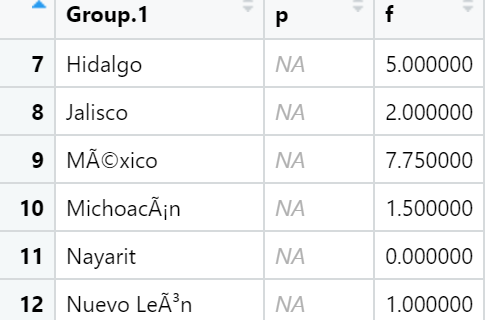 Group.1 p f
7 Hidalgo NA 5.000000
8 Jalisco NA 2.000000
9 MÃ©xico NA 7.750000
10 MichoacÃ¡n NA 1.500000
11 Nayarit NA 0.000000
12 Nuevo LeÃ³n NA 1.000000